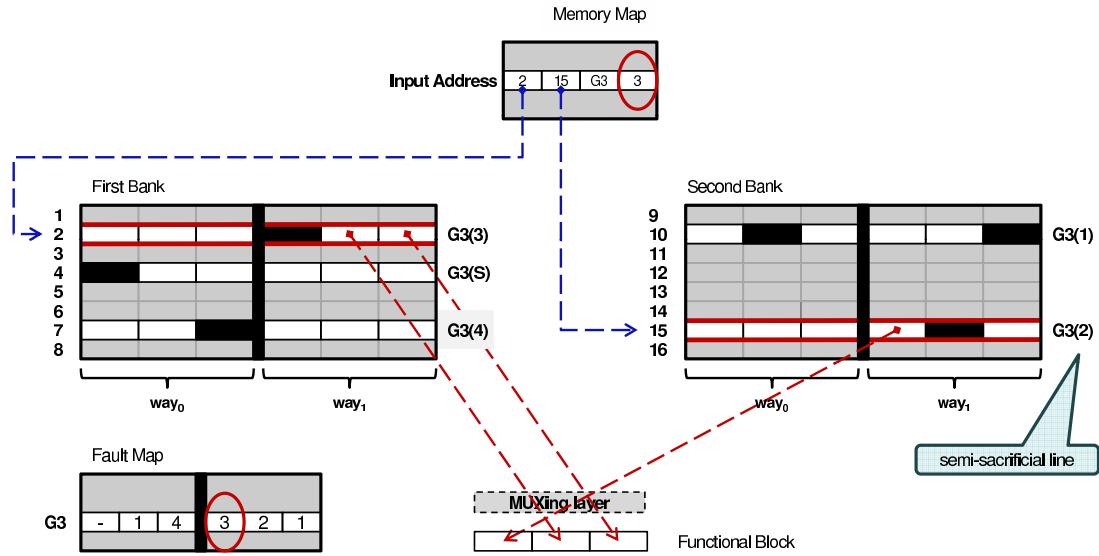 Memory Map
Input Address 2 15 G3 3
First Bank
Second Bank
1
2 G3(3)
3
4 G3(S)
5
6
7 G3(4)
8
9
10 G3(1)
11
12
13
14
15 G3(2)
16
way0 way1
way0 way1
semi-sacrificial line
Fault Map
G3 - 1 4 3 2 1
MUXing layer
Functional Block